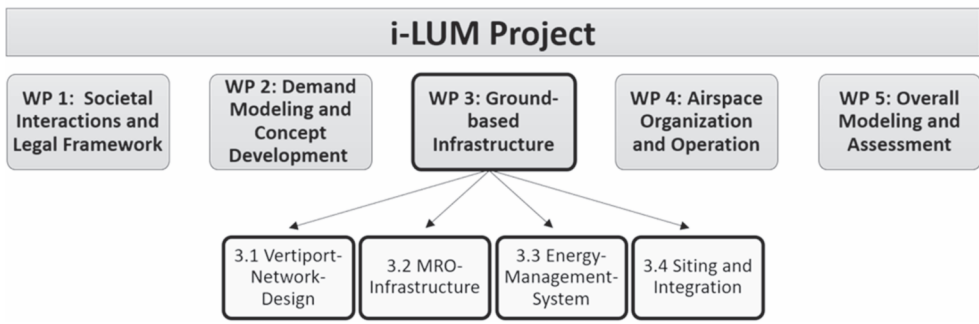 i-LUM Project
WP 1: Societal
Interactions and
Legal Framework
WP 2: Demand
Modeling and
Concept
Development
WP 3: Ground-
based
Infrastructure
WP 4: Airspace
Organization
and Operation
WP 5: Overall
Modeling and
Assessment
3.1 Vertiport-
Network-
Design
3.2 MRO-
Infrastructure
3.3 Energy-
Management-
System
3.4 Siting and
Integration